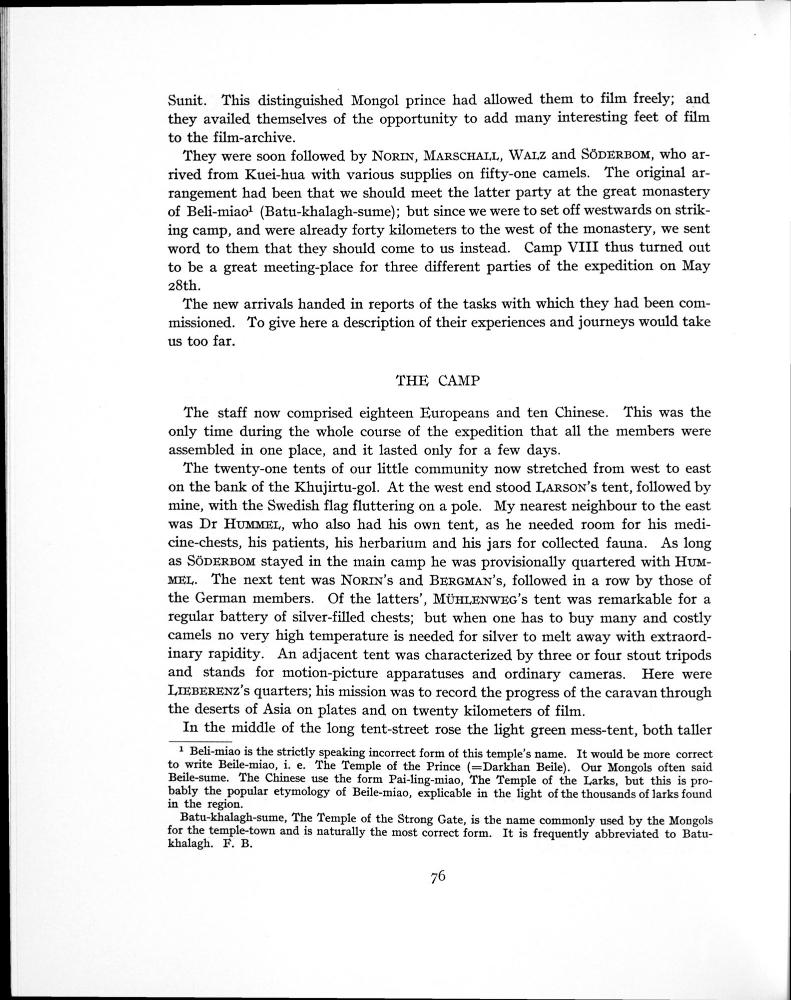 Sunit. This distinguished Mongol prince had allowed them to film freely; and
they availed themselves of the opportunity to add many interesting feet of film
to the film-archive.
They were soon followed by NORIN, MARSCHALL, WALZ and SÖDERBOM, who ar-
rived from Kuei-hua with various supplies on fifty-one camels. The original ar-
rangement had been that we should meet the latter party at the great monastery
of Beli-miao¹ (Batu-khalagh-sume); but since we were to set off westwards on strik-
ing camp, and were already forty kilometers to the west of the monastery, we sent
word to them that they should come to us instead. Camp VIII thus turned out
to be a great meeting-place for three different parties of the expedition on May
28th.
The new arrivals handed in reports of the tasks with which they had been com-
missioned. To give here a description of their experiences and journeys would take
us too far.
THE CAMP
The staff now comprised eighteen Europeans and ten Chinese. This was the
only time during the whole course of the expedition that all the members were
assembled in one place, and it lasted only for a few days.
The twenty-one tents of our little community now stretched from west to east
on the bank of the Khujirtu-gol. At the west end stood LARSON's tent, followed by
mine, with the Swedish flag fluttering on a pole. My nearest neighbour to the east
was Dr HUMMEL, who also had his own tent, as he needed room for his medi-
cine-chests, his patients, his herbarium and his jars for collected fauna. As long
as SÖDERBOM stayed in the main camp he was provisionally quartered with HUM-
MEL. The next tent was NORIN's and BERGMAN's, followed in a row by those of
the German members. Of the latters', MÜHLENWEG's tent was remarkable for a
regular battery of silver-filled chests; but when one has to buy many and costly
camels no very high temperature is needed for silver to melt away with extraord-
inary rapidity. An adjacent tent was characterized by three or four stout tripods
and stands for motion-picture apparatuses and ordinary cameras. Here were
LIEBERENZ's quarters; his mission was to record the progress of the caravan through
the deserts of Asia on plates and on twenty kilometers of film.
In the middle of the long tent-street rose the light green mess-tent, both taller
¹ Beli-miao is the strictly speaking incorrect form of this temple's name. It would be more correct
to write Beile-miao, i. e. The Temple of the Prince (=Darkhan Beile). Our Mongols often said
Beile-sume. The Chinese use the form Pai-ling-miao, The Temple of the Larks, but this is pro-
bably the popular etymology of Beile-miao, explicable in the light of the thousands of larks found
in the region.
Batu-khalagh-sume, The Temple of the Strong Gate, is the name commonly used by the Mongols
for the temple-town and is naturally the most correct form. It is frequently abbreviated to Batu-
khalagh. F. B.
76